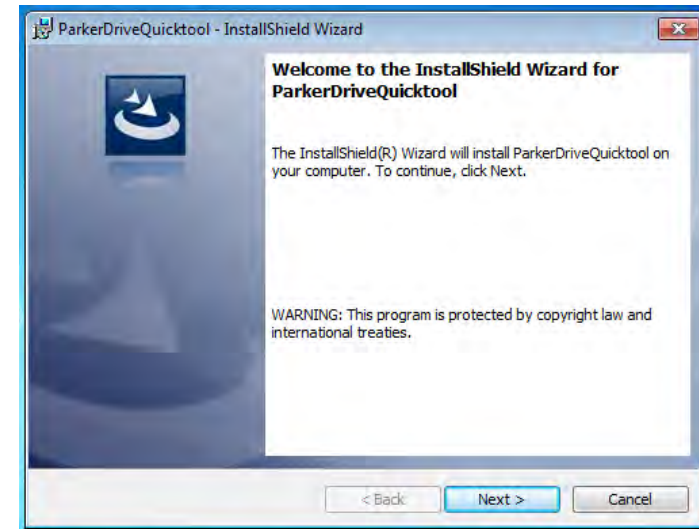 ParkerDriveQuicktool - InstallShield Wizard
Welcome to the InstallShield Wizard for
ParkerDriveQuicktool
The InstallShield(R) Wizard will install ParkerDriveQuicktool on
your computer. To continue, click Next.
WARNING: This program is protected by copyright law and
international treaties.
< Back
Next >
Cancel